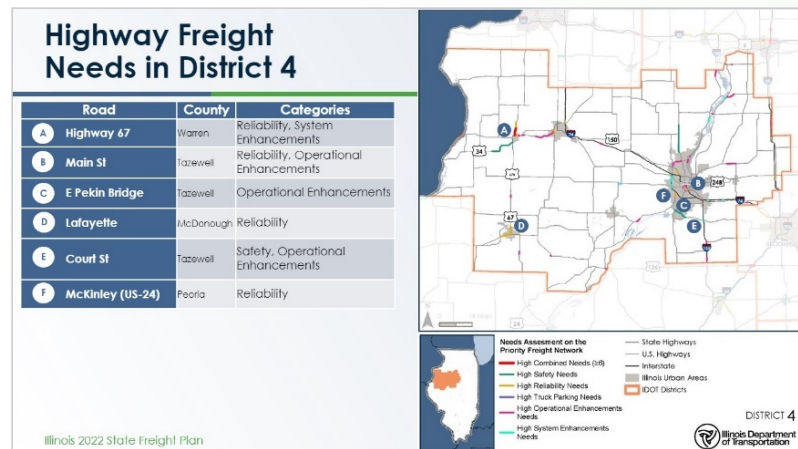 Highway Freight
Needs in District 4
Road County Categories
A Highway 67 Warren Reliability, System
Enhancements
B Main St Tazewell Reliability, Operational
Enhancements
C E Pekin Bridge Tazewell Operational Enhancements
D Lafayette McDonough Reliability
E Court St Tazewell Safety, Operational
Enhancements
F McKinley (US-24) Peoria Reliability
Illinois 2022 State Freight Plan
A
34
150
B
248
F
C
E
67
D
Needs Assesment on the
Priority Freight Network
High Combined Needs (≥8)
High Safety Needs
High Reliability Needs
High Truck Parking Needs
High Operational Enhancements
Needs
High System Enhancements
Needs
State Highways
U.S. Highways
Interstate
Illinois Urban Areas
IDOT Districts
DISTRICT 4
Illinois Department
of Transportation